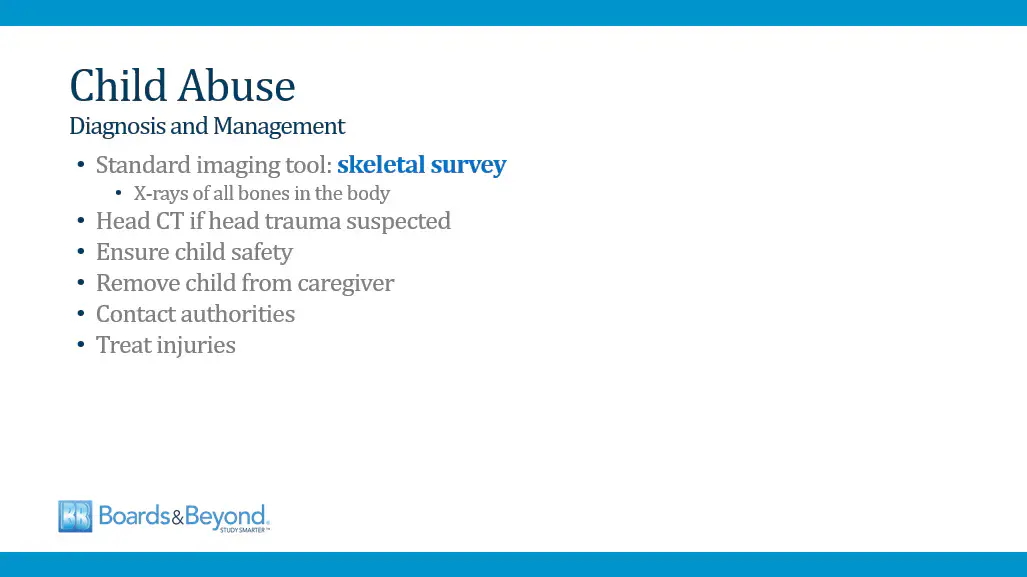 Child Abuse
Diagnosis and Management
• Standard imaging tool: skeletal survey
• X-rays of all bones in the body
• Head CT if head trauma suspected
• Ensure child safety
• Remove child from caregiver
• Contact authorities
• Treat injuries
BB Boards&Beyond®
STUDY SMARTER™